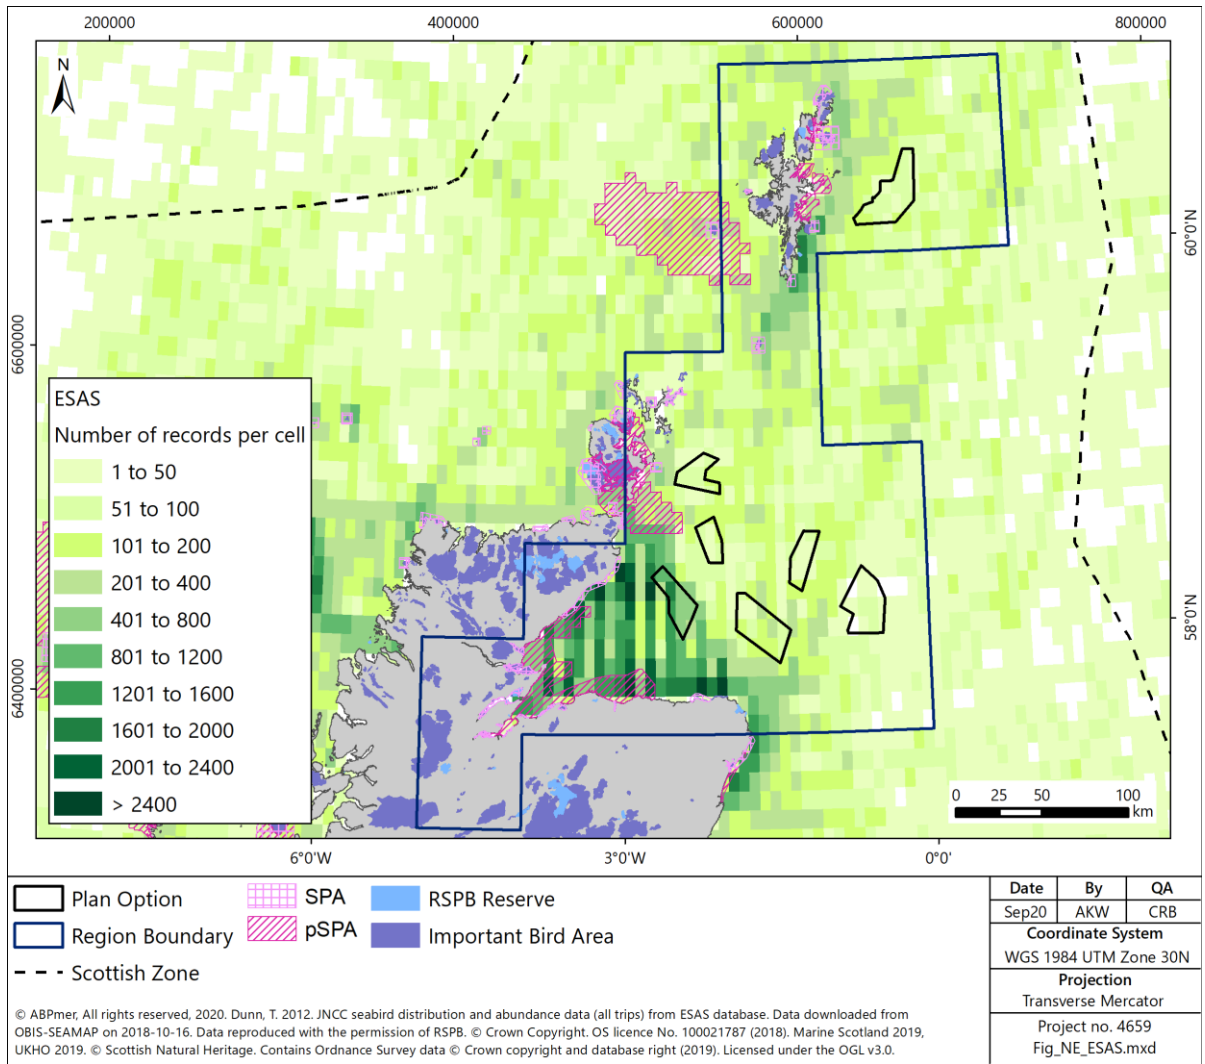 200000
400000
600000
800000
N
6600000
6400000
60°0'N
58°0'N
ESAS
Number of records per cell
1 to 50
51 to 100
101 to 200
201 to 400
401 to 800
801 to 1200
1201 to 1600
1601 to 2000
2001 to 2400
> 2400
0 25 50 100
km
6°0'W
3°0'W
0°0'
Plan Option
Region Boundary
Scottish Zone
SPA
pSPA
RSPB Reserve
Important Bird Area
Date By QA
Sep20 AKW CRB
Coordinate System
WGS 1984 UTM Zone 30N
Projection
Transverse Mercator
Project no. 4659
Fig_NE_ESAS.mxd
© ABPmer, All rights reserved, 2020. Dunn, T. 2012. JNCC seabird distribution and abundance data (all trips) from ESAS database. Data downloaded from
OBIS-SEAMAP on 2018-10-16. Data reproduced with the permission of RSPB. © Crown Copyright. OS licence No. 100021787 (2018). Marine Scotland 2019,
UKHO 2019. © Scottish Natural Heritage. Contains Ordnance Survey data © Crown copyright and database right (2019). Licensed under the OGL v3.0.